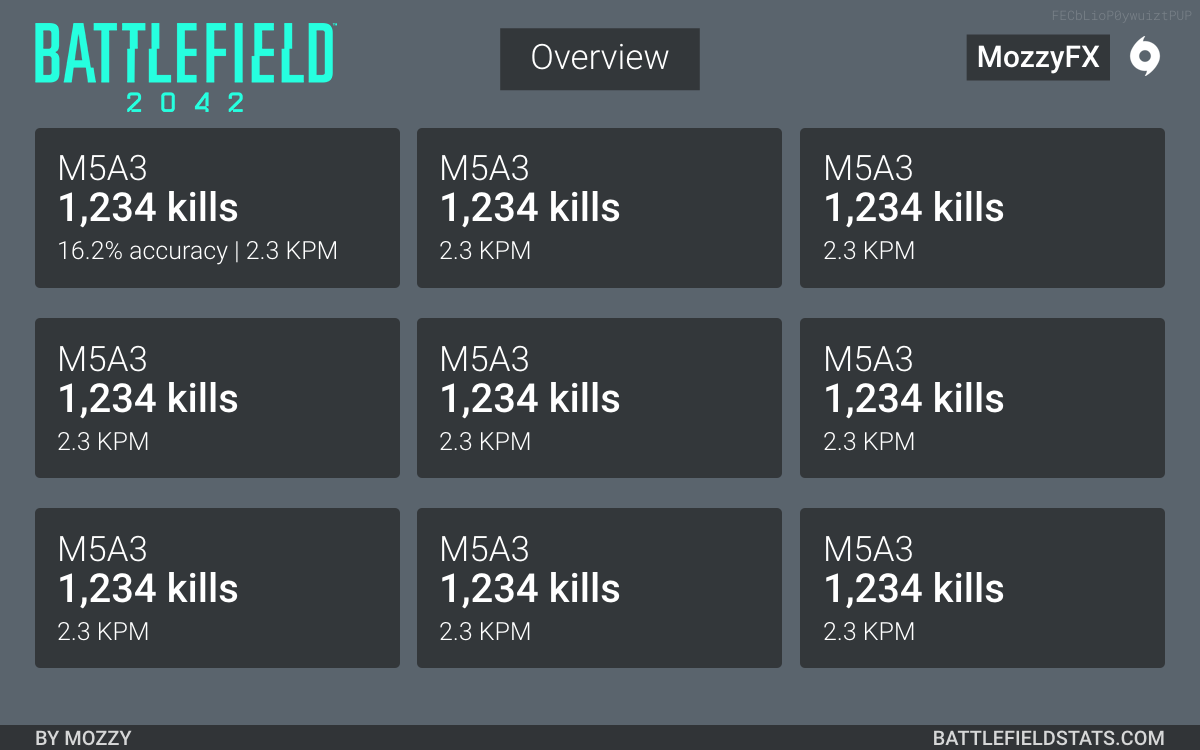 FECbLioP0ywu1ztPUP
BATTLEFIELD™
2042
Overview
MozzyFX
M5A3
1,234 kills
16.2% accuracy | 2.3 KPM
M5A3
1,234 kills
2.3 KPM
M5A3
1,234 kills
2.3 KPM
M5A3
1,234 kills
2.3 KPM
M5A3
1,234 kills
2.3 KPM
M5A3
1,234 kills
2.3 KPM
M5A3
1,234 kills
2.3 KPM
M5A3
1,234 kills
2.3 KPM
M5A3
1,234 kills
2.3 KPM
BY MOZZY
BATTLEFIELDSTATS.COM